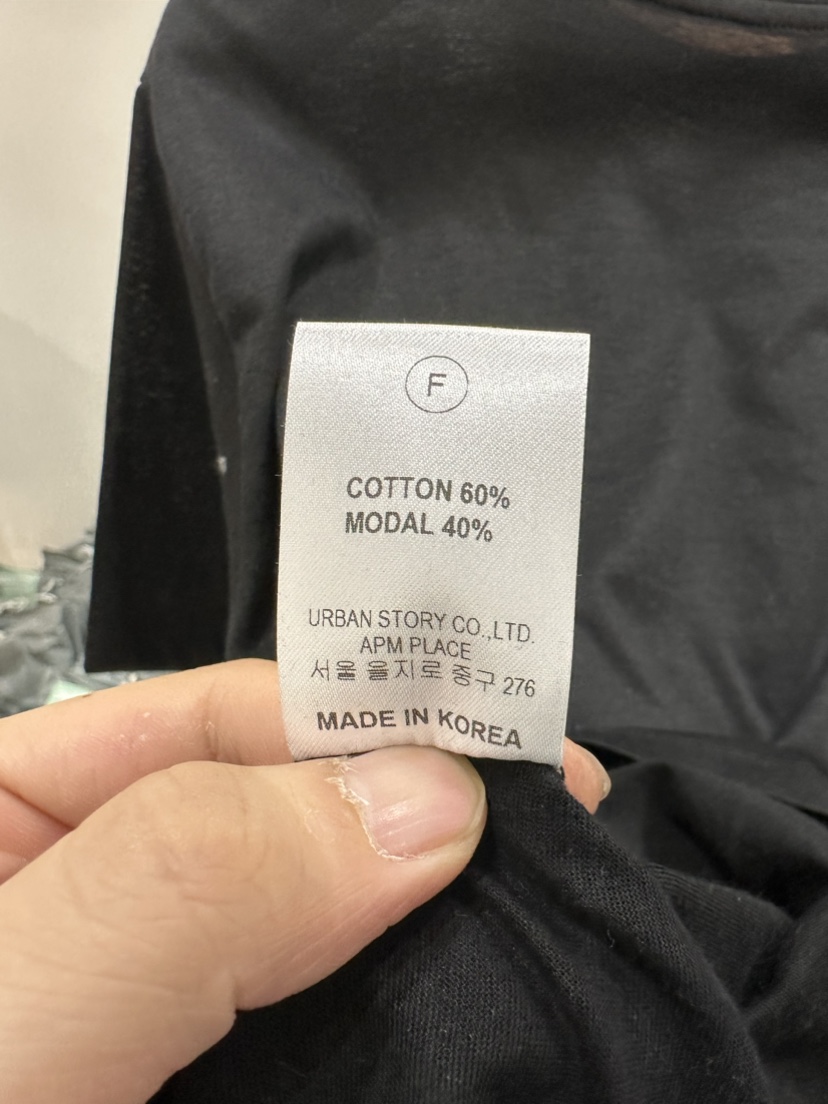 F
COTTON 60%
MODAL 40%
URBAN STORY CO.,LTD.
APM PLACE
서울 을지로 중구 276
MADE IN KOREA